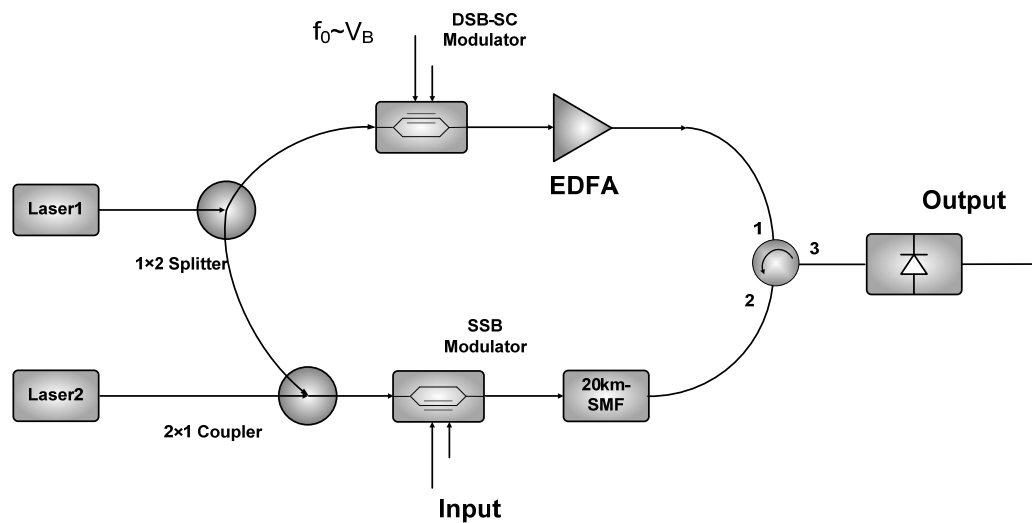 f₀~V_B
DSB-SC
Modulator
EDFA
Laser1
1×2 Splitter
Output
1
3
2
SSB
Modulator
Laser2
20km-
SMF
2×1 Coupler
Input